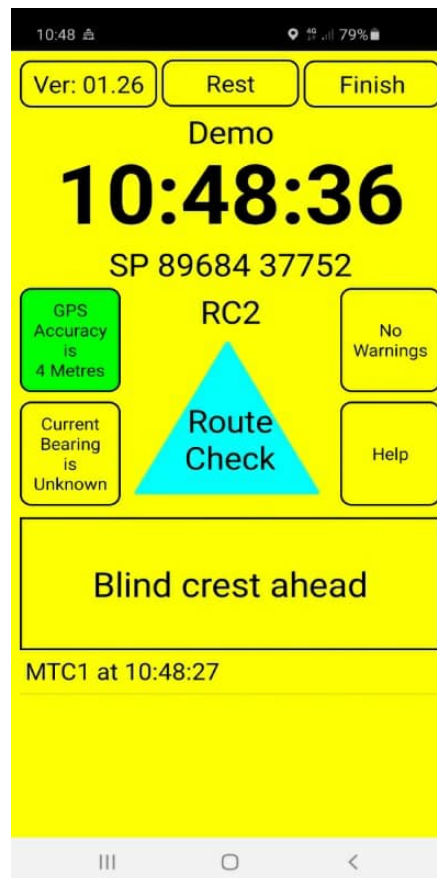 10:48 4G 79%
Ver: 01.26 Rest Finish
Demo
10:48:36
SP 89684 37752
GPS
Accuracy
is
4 Metres
RC2
No
Warnings
Current
Bearing
is
Unknown
Route
Check
Help
Blind crest ahead
MTC1 at 10:48:27